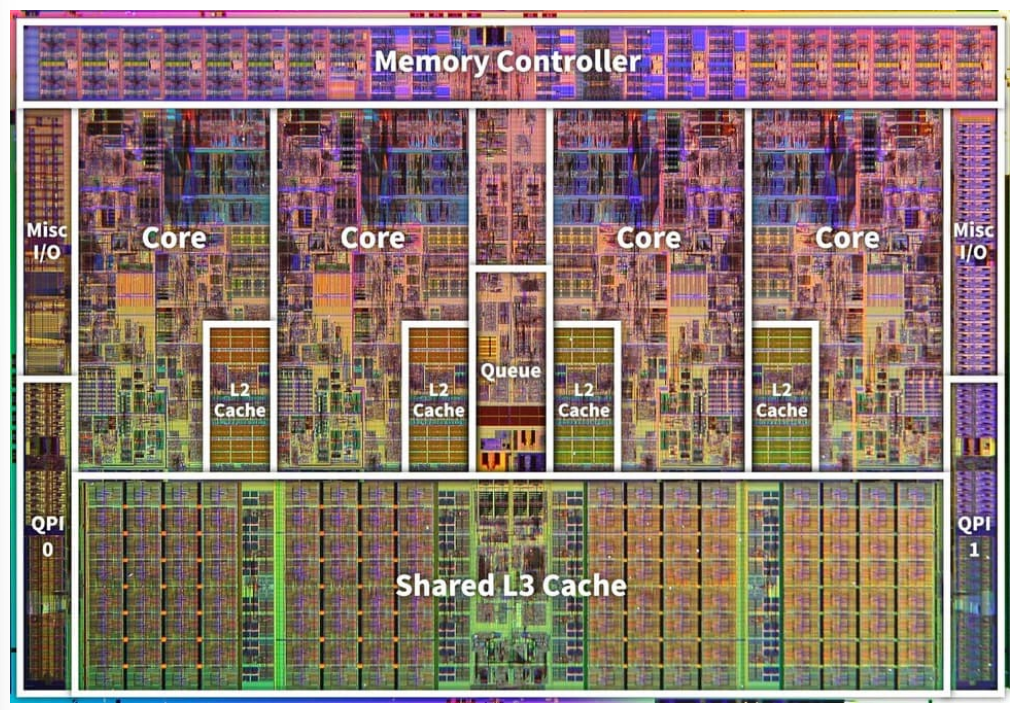 Memory Controller
Misc
I/O
Core
Core
Core
Core
Misc
I/O
Queue
L2
Cache
L2
Cache
L2
Cache
L2
Cache
QPI
0
Shared L3 Cache
QPI
1